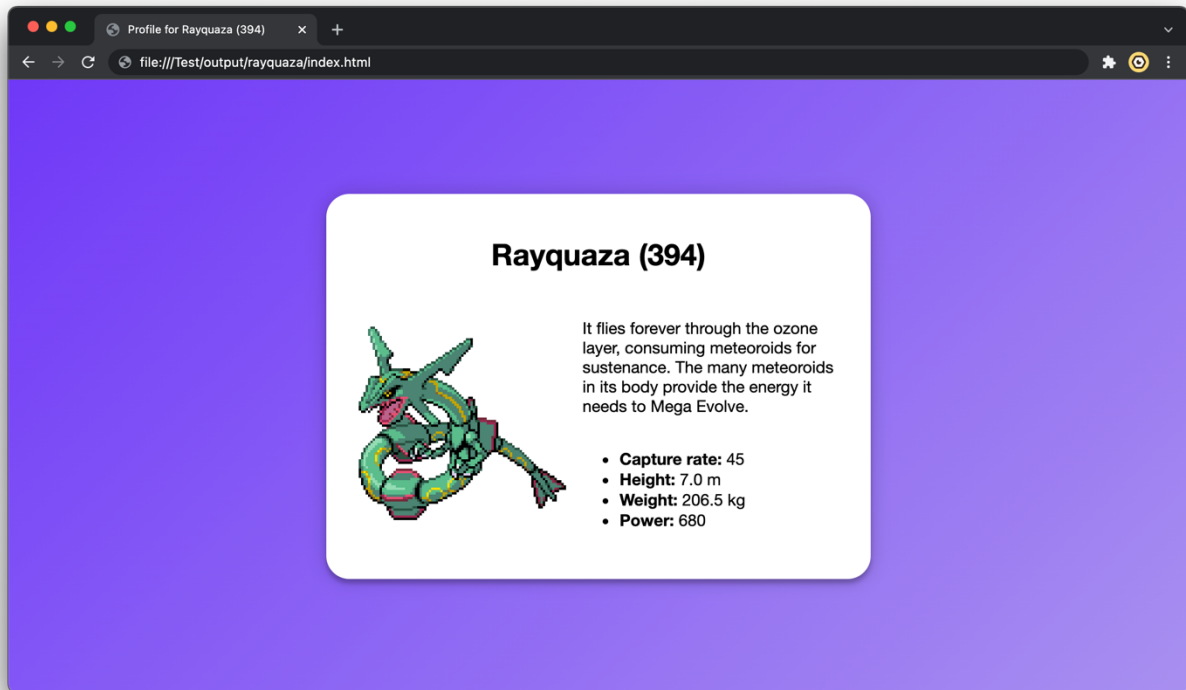 Profile for Rayquaza (394)
file:///Test/output/rayquaza/index.html
Rayquaza (394)
It flies forever through the ozone
layer, consuming meteoroids for
sustenance. The many meteoroids
in its body provide the energy it
needs to Mega Evolve.
• Capture rate: 45
• Height: 7.0 m
• Weight: 206.5 kg
• Power: 680